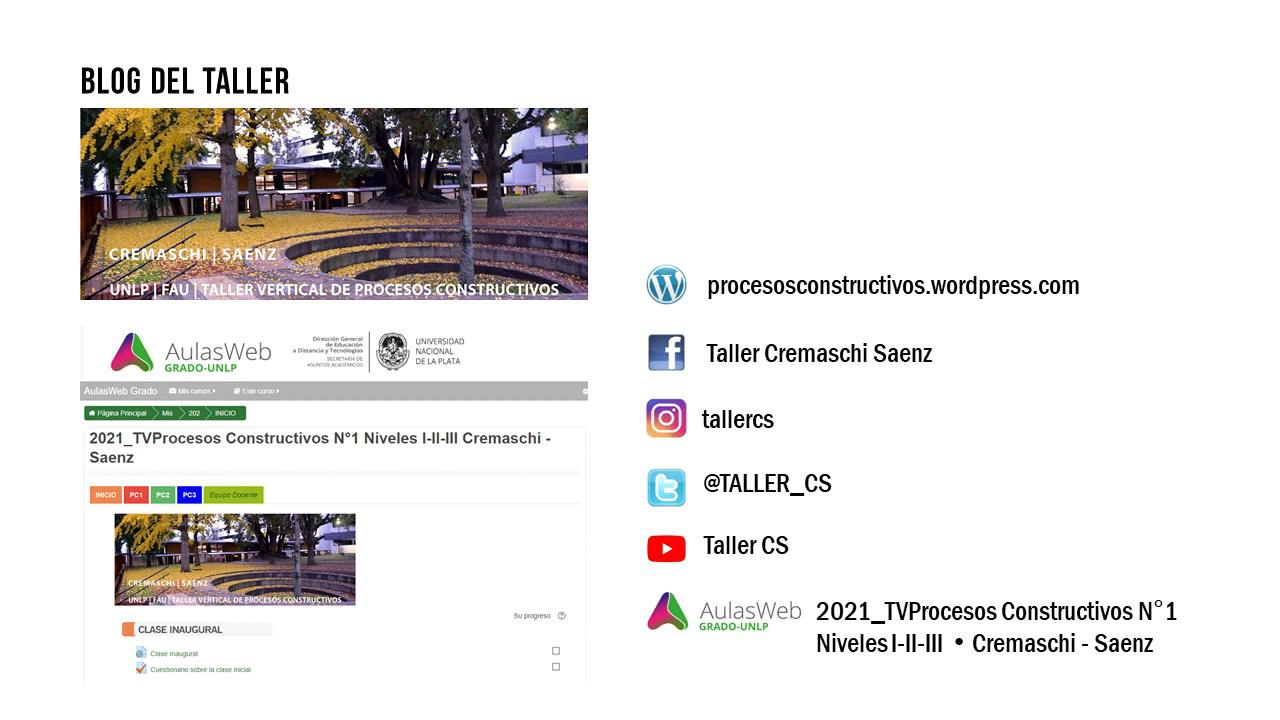 BLOG DEL TALLER
CREMASCHI | SAENZ
UNLP | FAU | TALLER VERTICAL DE PROCESOS CONSTRUCTIVOS
AulasWeb
GRADO-UNLP
Dirección General
de Educación
a Distancia y Tecnologías
SECRETARÍA DE
ASUNTOS ACADÉMICOS
UNIVERSIDAD
NACIONAL
DE LA PLATA
AulasWeb Grado Mis cursos Este curso
Página Principal Mis 202 INICIO
2021_TVProcesos Constructivos N°1 Niveles I-II-III Cremaschi -
Saenz
INICIO PC1 PC2 PC3 Equipo Docente
CREMASCHI | SAENZ
UNLP | FAU | TALLER VERTICAL DE PROCESOS CONSTRUCTIVOS
Su progreso
CLASE INAUGURAL
Clase Inaugural
Cuestionario sobre la clase inicial
procesosconstructivos.wordpress.com
Taller Cremaschi Saenz
tallercs
@TALLER_CS
Taller CS
AulasWeb
GRADO-UNLP
2021_TVProcesos Constructivos N°1
Niveles I-II-III • Cremaschi - Saenz